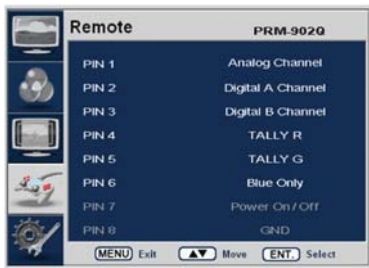 Remote PRM-902Q
PIN 1 Analog Channel
PIN 2 Digital A Channel
PIN 3 Digital B Channel
PIN 4 TALLY R
PIN 5 TALLY G
PIN 6 Blue Only
PIN 7 Power On / Off
PIN 8 GND
MENU Exit ▲▼ Move ENT. Select